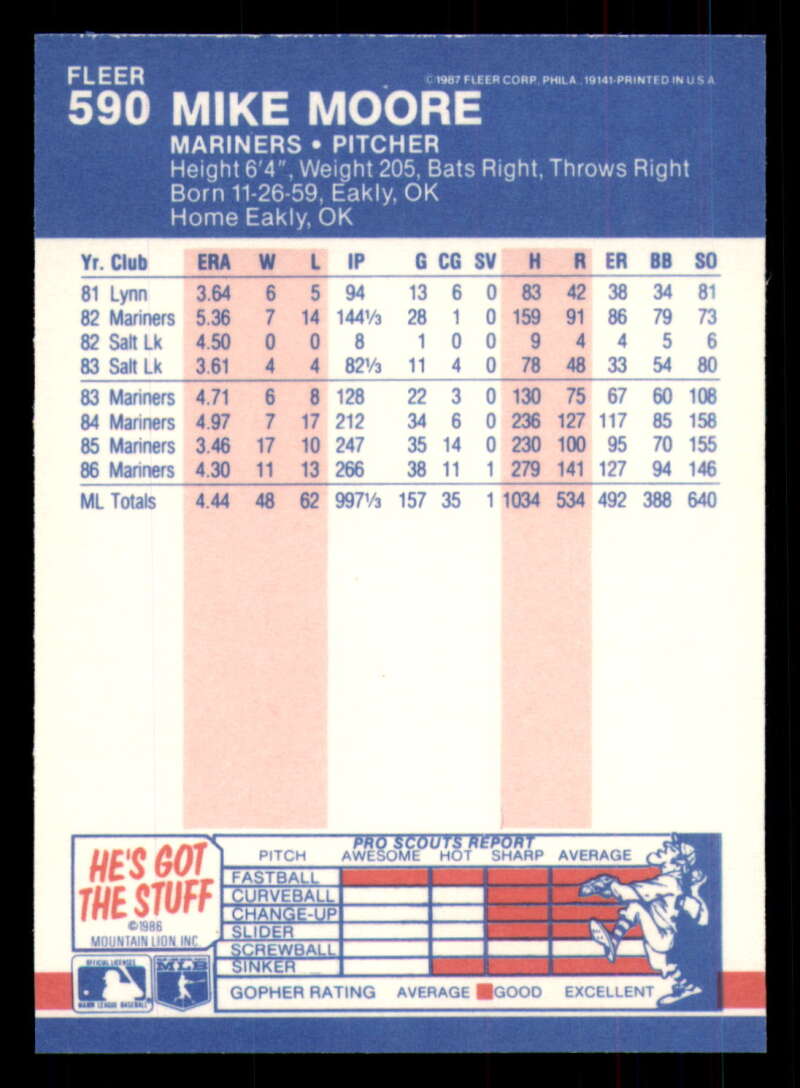 FLEER
©1987 FLEER CORP., PHILA., 19141-PRINTED IN U.S.A.
590 MIKE MOORE
MARINERS • PITCHER
Height 6'4", Weight 205, Bats Right, Throws Right
Born 11-26-59, Eakly, OK
Home Eakly, OK
Yr. Club ERA W L IP G CG SV H R ER BB SO
81 Lynn 3.64 6 5 94 13 6 0 83 42 38 34 81
82 Mariners 5.36 7 14 144⅓ 28 1 0 159 91 86 79 73
82 Salt Lk 4.50 0 0 8 1 0 0 9 4 4 5 6
83 Salt Lk 3.61 4 4 82⅓ 11 4 0 78 48 33 54 80
83 Mariners 4.71 6 8 128 22 3 0 130 75 67 60 108
84 Mariners 4.97 7 17 212 34 6 0 236 127 117 85 158
85 Mariners 3.46 17 10 247 35 14 0 230 100 95 70 155
86 Mariners 4.30 11 13 266 38 11 1 279 141 127 94 146
ML Totals 4.44 48 62 997⅓ 157 35 1 1034 534 492 388 640
HE'S GOT
THE STUFF
©1986
MOUNTAIN LION, INC.
OFFICIAL LICENSEE
MAJOR LEAGUE BASEBALL
MLB
PRO SCOUTS REPORT
PITCH AWESOME HOT SHARP AVERAGE
FASTBALL
CURVEBALL
CHANGE-UP
SLIDER
SCREWBALL
SINKER
GOPHER RATING AVERAGE GOOD EXCELLENT